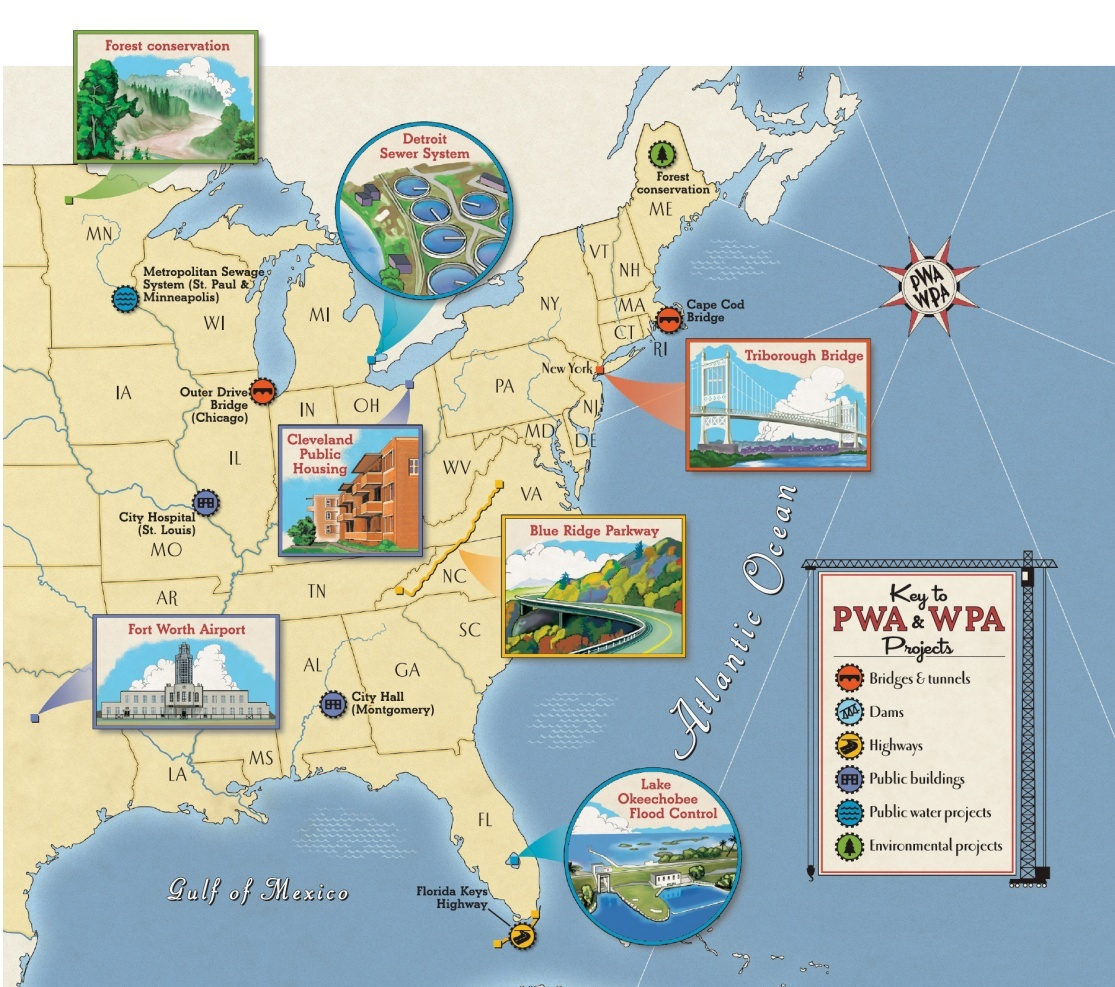 Forest conservation
Detroit
Sewer System
Forest
conservation
ME
MN
VT
NH
Metropolitan Sewage
System (St. Paul &
Minneapolis)
WI
MI
NY
MA
CT
RI
Cape Cod
Bridge
PWA
WPA
New York
Triborough Bridge
IA
Outer Drive
Bridge
(Chicago)
IN
OH
PA
NJ
MD
DE
Cleveland
Public
Housing
IL
WV
VA
City Hospital
(St. Louis)
MO
Blue Ridge Parkway
NC
TN
AR
SC
Atlantic Ocean
Fort Worth Airport
AL
GA
City Hall
(Montgomery)
MS
LA
Key to
PWA & WPA
Projects
Bridges & tunnels
Dams
Highways
Public buildings
Public water projects
Environmental projects
Lake
Okeechobee
Flood Control
FL
Florida Keys
Highway
Gulf of Mexico